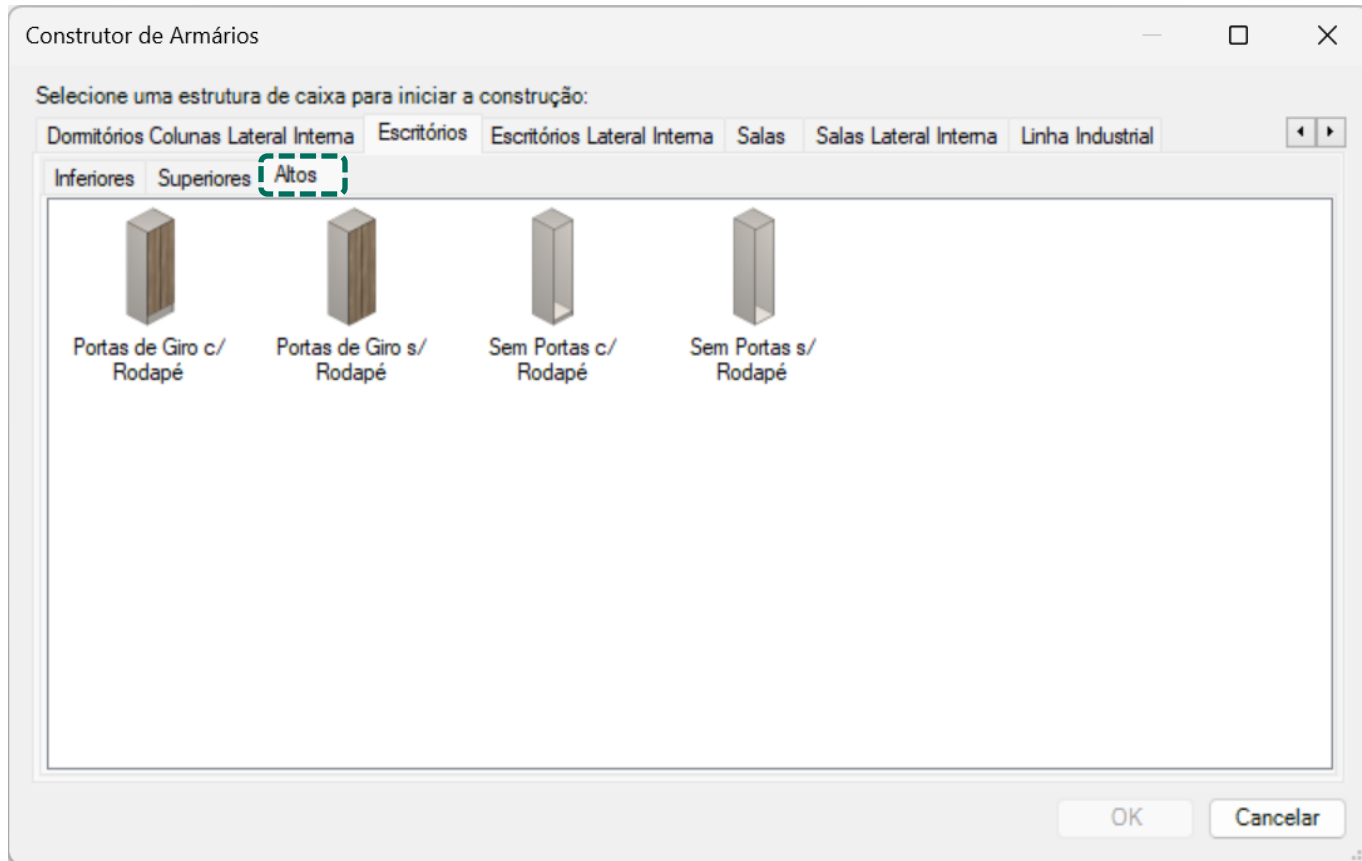 Construtor de Armários
Selecione uma estrutura de caixa para iniciar a construção:
Dormitórios Colunas Lateral Interna Escritórios Escritórios Lateral Interna Salas Salas Lateral Interna Linha Industrial
Inferiores Superiores Altos
Portas de Giro c/ Portas de Giro s/ Sem Portas c/ Sem Portas s/
Rodapé Rodapé Rodapé Rodapé
OK Cancelar